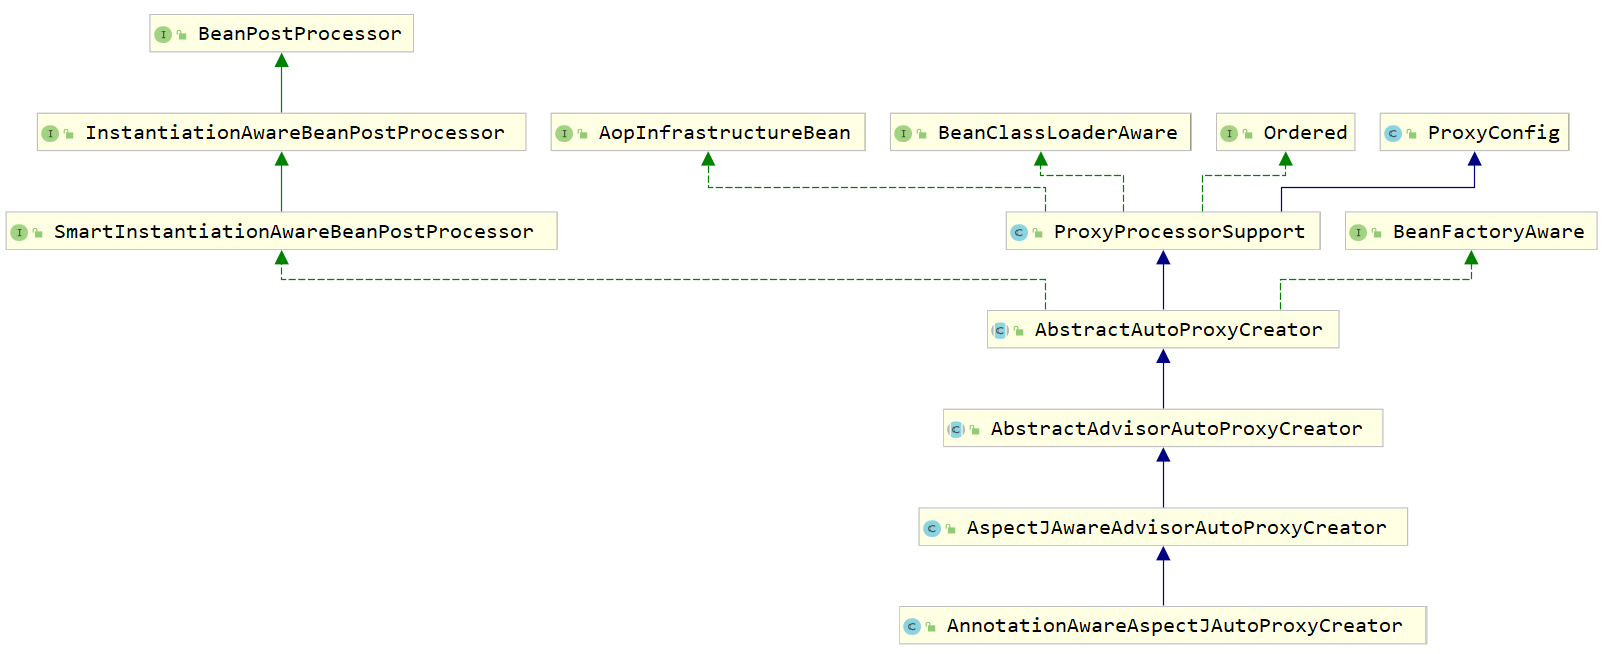 BeanPostProcessor
InstantiationAwareBeanPostProcessor
AopInfrastructureBean
BeanClassLoaderAware
Ordered
ProxyConfig
SmartInstantiationAwareBeanPostProcessor
ProxyProcessorSupport
BeanFactoryAware
AbstractAutoProxyCreator
AbstractAdvisorAutoProxyCreator
AspectJAwareAdvisorAutoProxyCreator
AnnotationAwareAspectJAutoProxyCreator